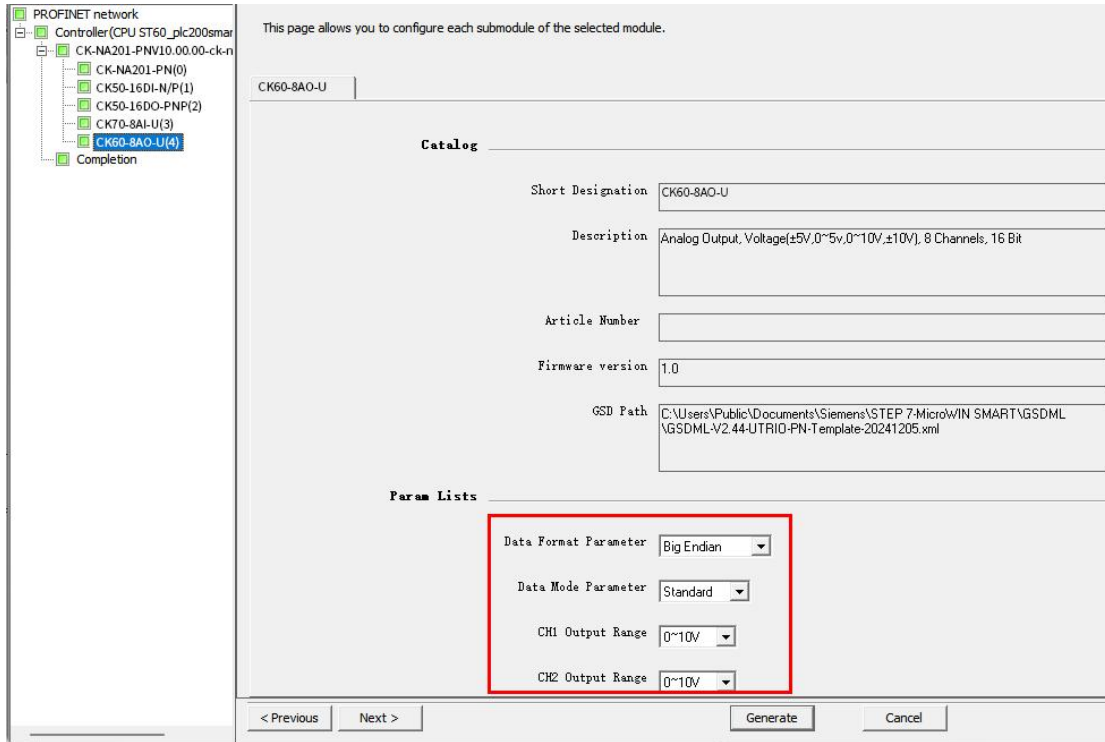 PROFINET network
Controller(CPU ST60_plc200smar
CK-NA201-PNV10.00.00-ck-n
CK-NA201-PN(0)
CK50-16DI-N/P(1)
CK50-16DO-PNP(2)
CK70-8AI-U(3)
CK60-8AO-U(4)
Completion
This page allows you to configure each submodule of the selected module.
CK60-8AO-U
Catalog
Short Designation CK60-8AO-U
Description Analog Output, Voltage(±5V,0~5v,0~10V,±10V), 8 Channels, 16 Bit
Article Number
Firmware version 1.0
GSD Path C:\Users\Public\Documents\Siemens\STEP 7-MicroWIN SMART\GSDML
\GSDML-V2.44-UTRIO-PN-Template-20241205.xml
Param Lists
Data Format Parameter Big Endian
Data Mode Parameter Standard
CH1 Output Range 0~10V
CH2 Output Range 0~10V
< Previous Next > Generate Cancel